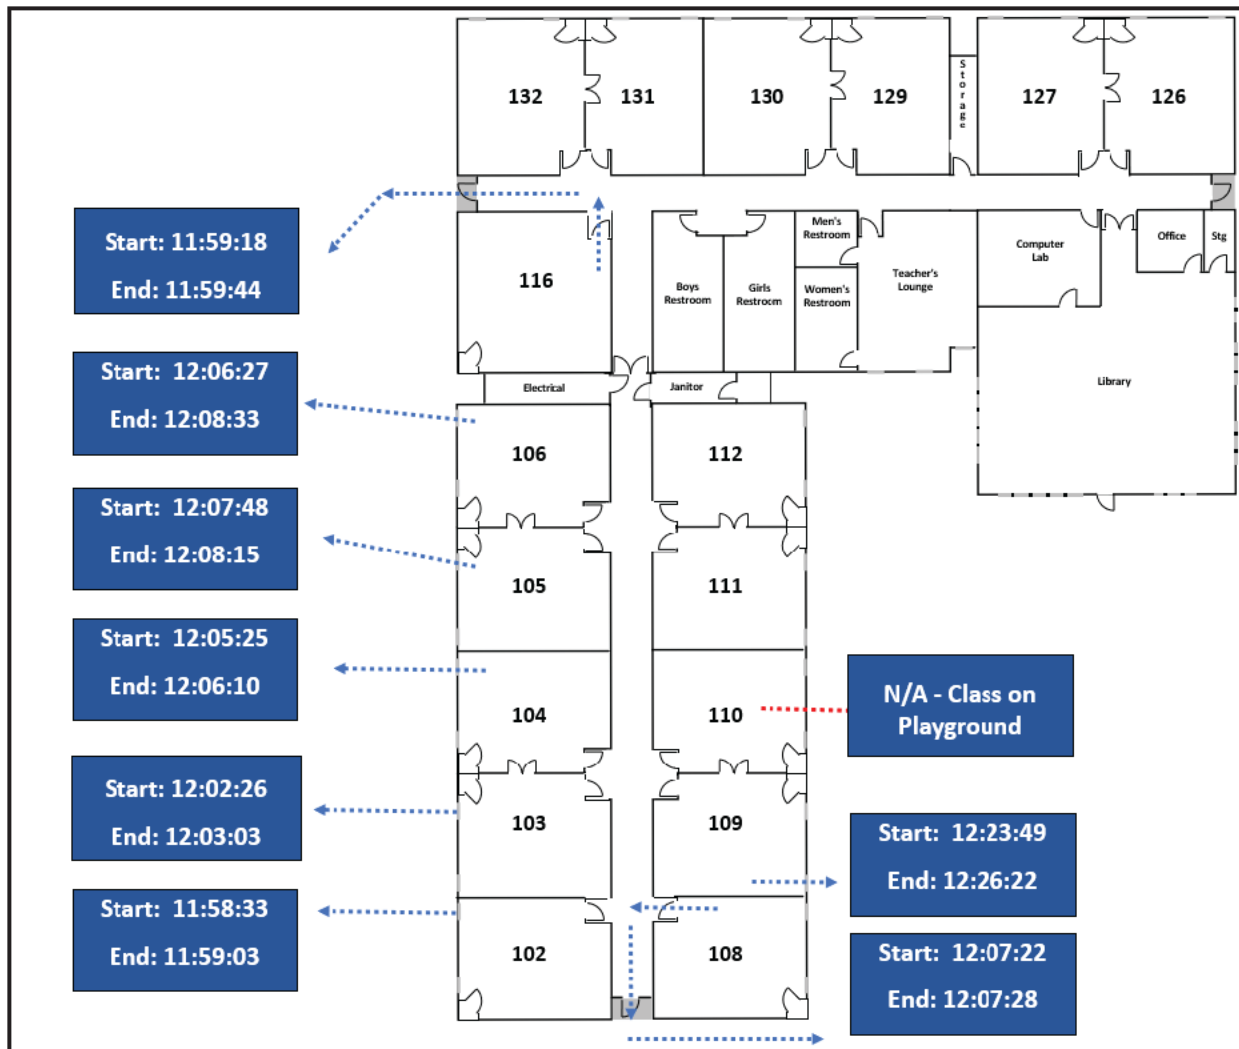 132
131
130
129
Storage
127
126
Start: 11:59:18
End: 11:59:44
116
Boys
Restroom
Girls
Restroom
Men's
Restroom
Women's
Restroom
Teacher's
Lounge
Computer
Lab
Office
Stg
Library
Electrical
Janitor
Start: 12:06:27
End: 12:08:33
106
112
Start: 12:07:48
End: 12:08:15
105
111
Start: 12:05:25
End: 12:06:10
104
110
N/A - Class on
Playground
Start: 12:02:26
End: 12:03:03
103
109
Start: 12:23:49
End: 12:26:22
Start: 11:58:33
End: 11:59:03
102
108
Start: 12:07:22
End: 12:07:28